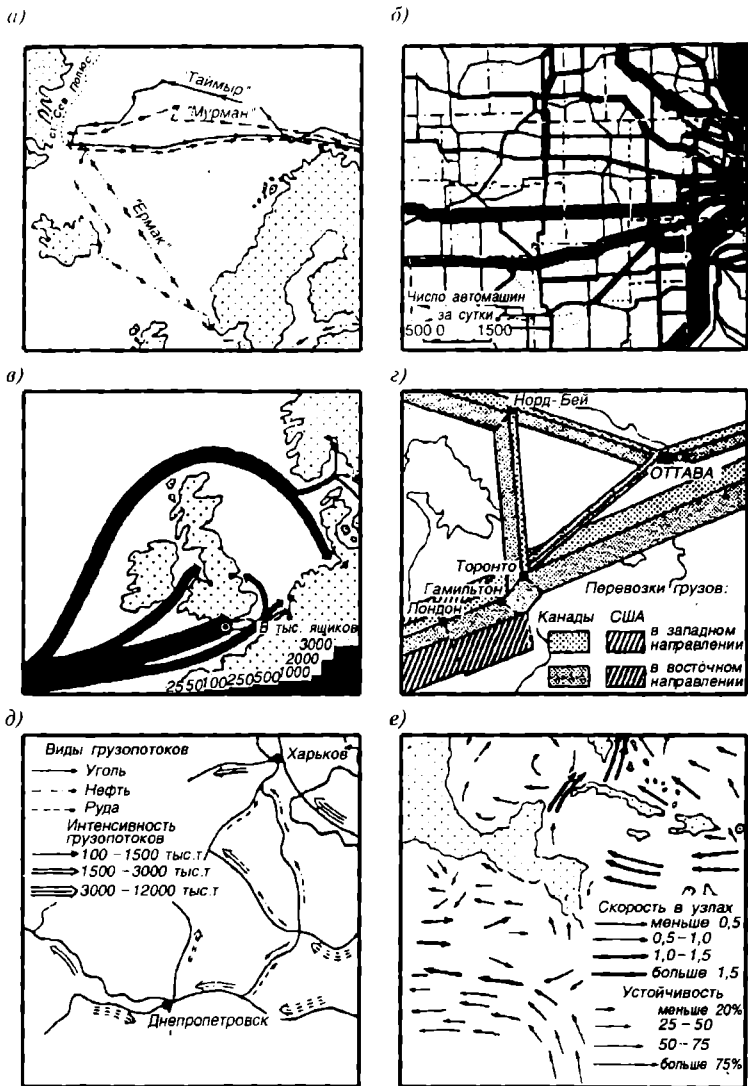 а)
ст. Сев. Полюс
"Таймыр"
"Мурман"
"Ермак"
б)
Число автомашин
за сутки
500 0 1500
в)
В тыс. ящиков
3000
2000
1000
25 50 100 250 500
г)
Норд-Бей
ОТТАВА
Торонто
Гамильтон
Лондон
Перевозки грузов:
Канады США
в западном
направлении
в восточном
направлении
д)
Виды грузопотоков
Уголь
Нефть
Руда
Интенсивность
грузопотоков
100 – 1500 тыс.т
1500 – 3000 тыс.т
3000 – 12000 тыс.т
Харьков
Днепропетровск
е)
Скорость в узлах
меньше 0,5
0,5 – 1,0
1,0 – 1,5
больше 1,5
Устойчивость
меньше 20%
25 – 50
50 – 75
больше 75%